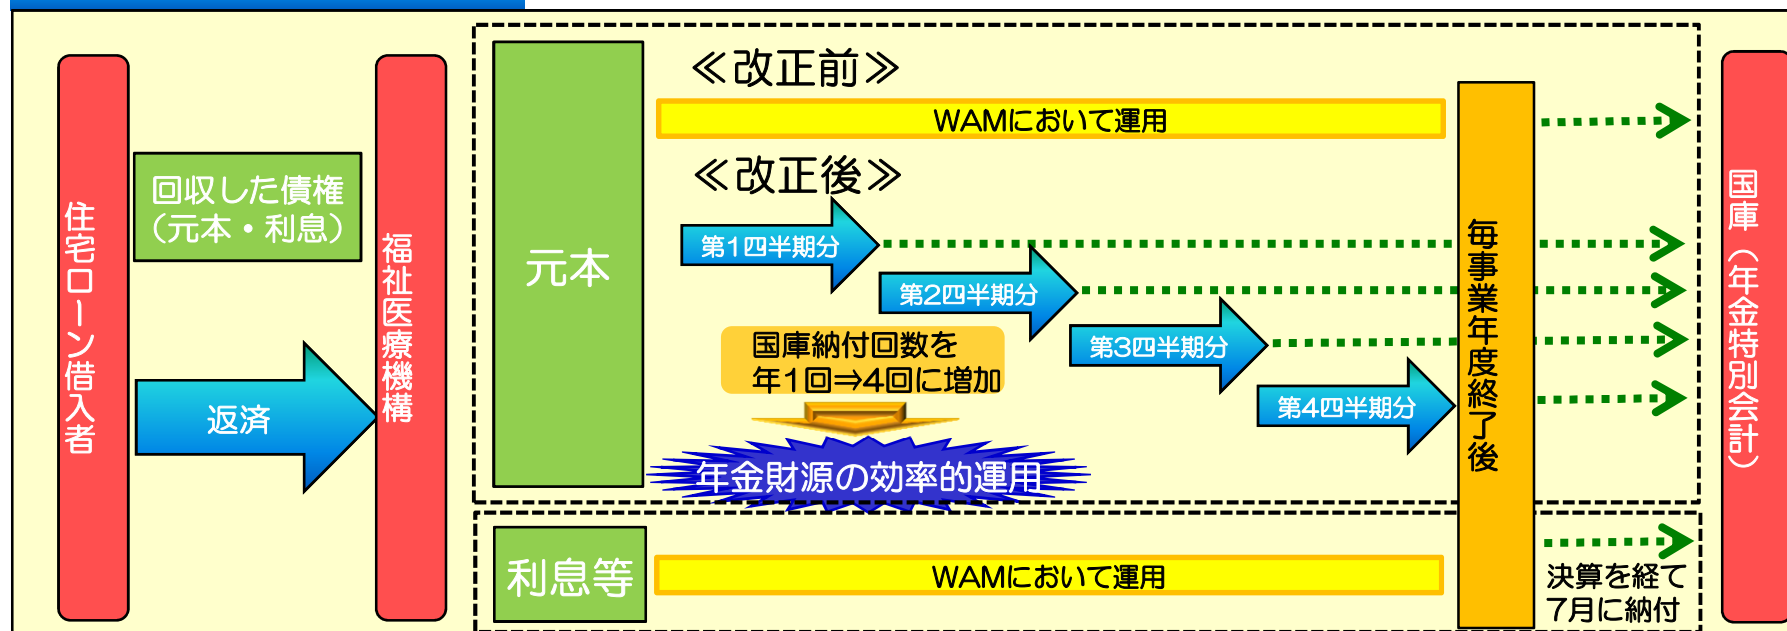 住宅ローン借入者
回収した債権
（元本・利息）
返済
福祉医療機構
元本
≪改正前≫
WAMにおいて運用
≪改正後≫
第1四半期分
第2四半期分
第3四半期分
第4四半期分
国庫納付回数を
年1回⇒4回に増加
年金財源の効率的運用
利息等
WAMにおいて運用
毎事業年度終了後
決算を経て
7月に納付
国庫（年金特別会計）